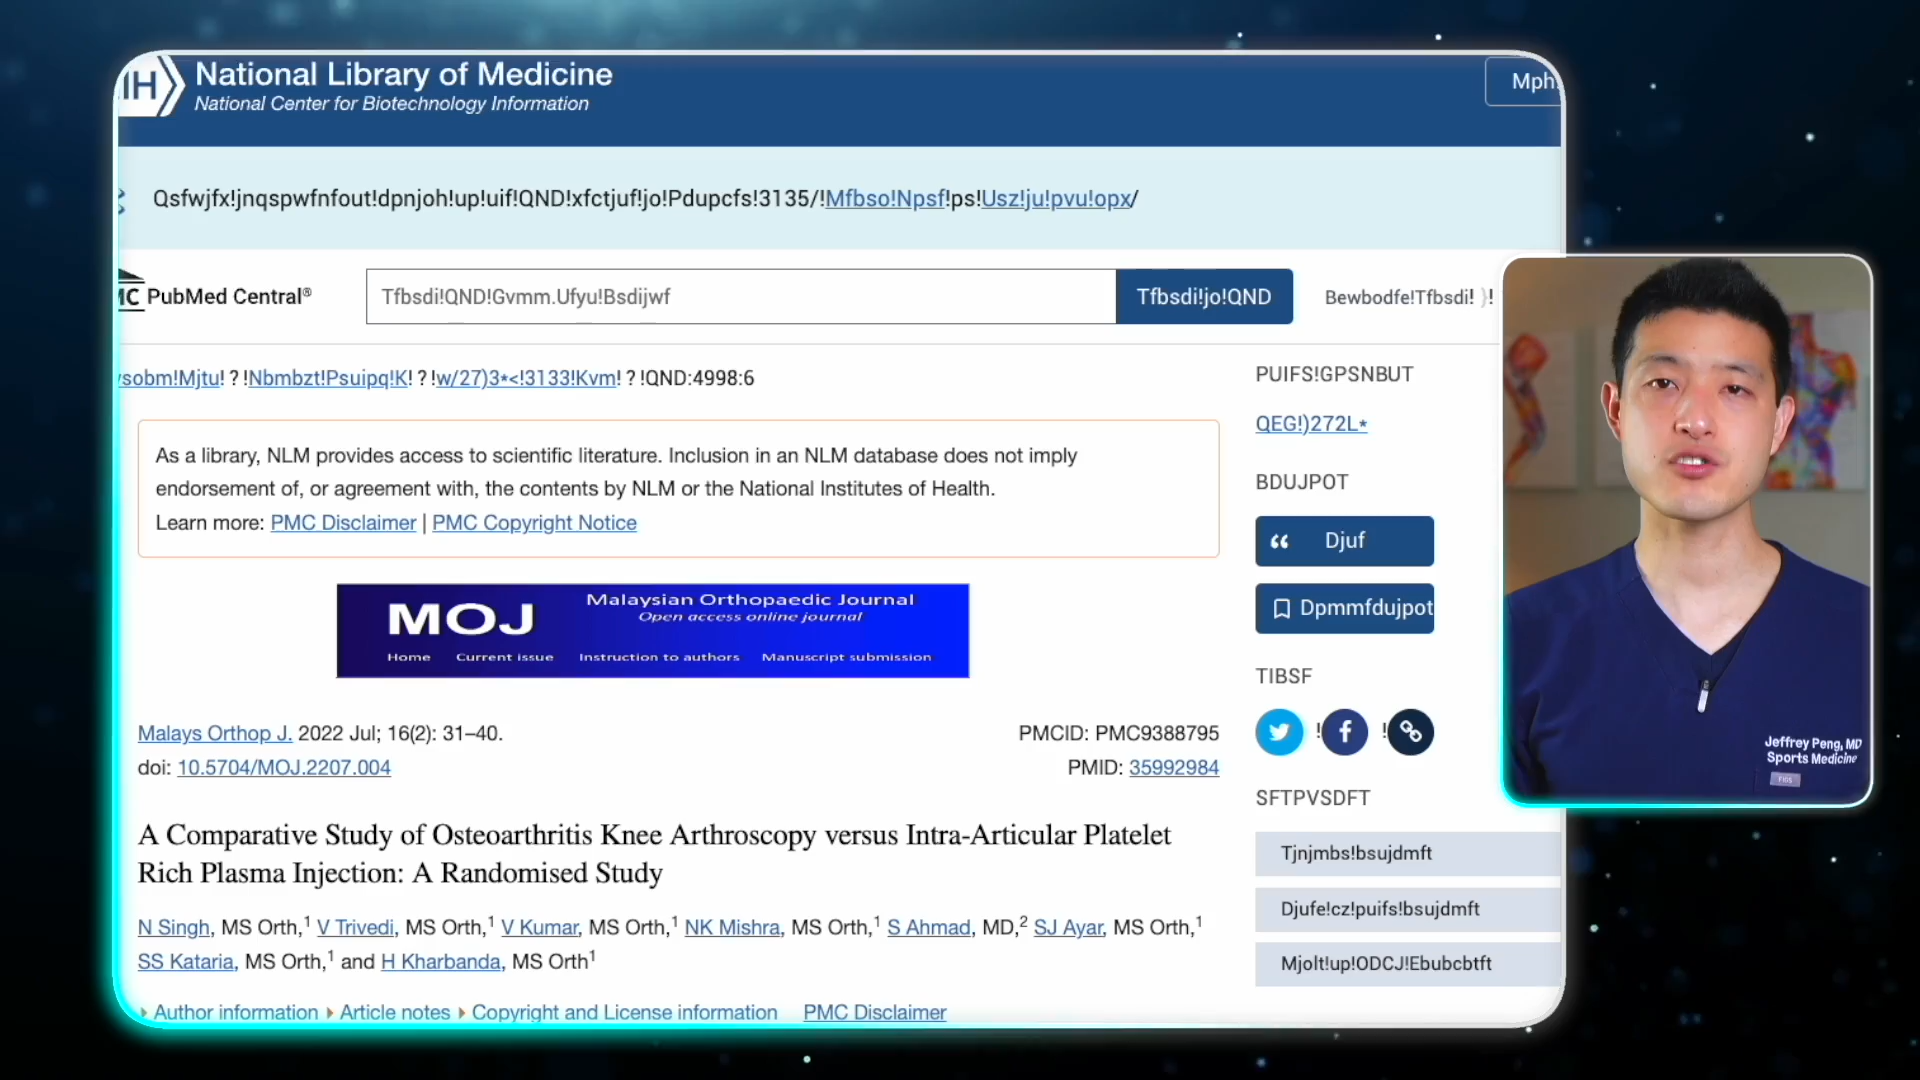 IH National Library of Medicine
National Center for Biotechnology Information
Mph
Qsfwjfx!jnqspwfnfout!dpnjoh!up!uif!QND!xfctjuf!jo!Pdupcfs!3135/!Mfbso!Npsf!ps!Usz!ju!pvu!opx/
MC PubMed Central®
Tfbsdi!QND!Gvmm.Ufyu!Bsdijwf
Tfbsdi!jo!QND
Bewbodfe!Tfbsdi! }!
sobm!Mjtu! ? !Nbmbzt!Psuipq!K! ? !w/27)3*<!3133!Kvm! ? !QND:4998:6
As a library, NLM provides access to scientific literature. Inclusion in an NLM database does not imply
endorsement of, or agreement with, the contents by NLM or the National Institutes of Health.
Learn more: PMC Disclaimer | PMC Copyright Notice
MOJ
Malaysian Orthopaedic Journal
Open access online journal
Home Current issue Instruction to authors Manuscript submission
Malays Orthop J. 2022 Jul; 16(2): 31–40.
doi: 10.5704/MOJ.2207.004
PMCID: PMC9388795
PMID: 35992984
A Comparative Study of Osteoarthritis Knee Arthroscopy versus Intra-Articular Platelet
Rich Plasma Injection: A Randomised Study
N Singh, MS Orth,1 V Trivedi, MS Orth,1 V Kumar, MS Orth,1 NK Mishra, MS Orth,1 S Ahmad, MD,2 SJ Ayar, MS Orth,1
SS Kataria, MS Orth,1 and H Kharbanda, MS Orth1
Author information Article notes Copyright and License information PMC Disclaimer
PUIFS!GPSNBUT
QEG!)272L*
BDUJPOT
Djuf
Dpmmfdujpot
TIBSF
! !
SFTPVSDFT
Tjnjmbs!bsujdmft
Djufe!cz!puifs!bsujdmft
Mjolt!up!ODCJ!Ebubcbtft
Jeffrey Peng, MD
Sports Medicine
FIGS